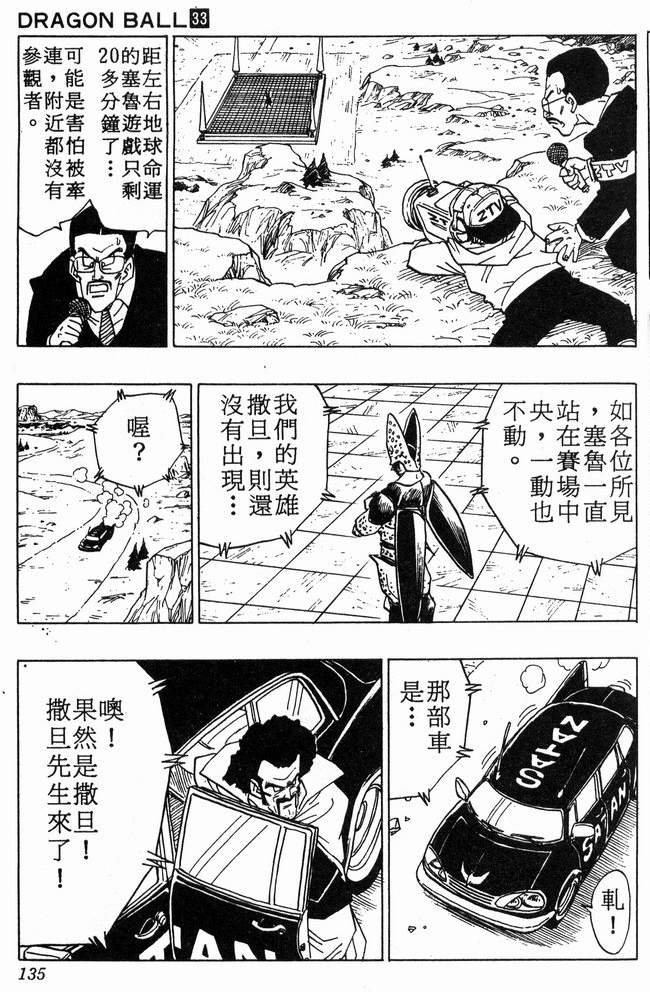 DRAGON BALL 33
ZTV
ZTV
距左右地球命運
的塞魯遊戲只剩
20多分鐘了…
可能是害怕被牽
連，附近都沒有
參觀者。
如各位所見
，塞魯一直
站在賽場中
央，一動也
不動。
我們的英雄
撒旦，則還
沒有出現…
喔？
那部車
是…
SATAN
SATAN
軋！
噢！
果然是撒旦！
撒旦先生來了！
TAN
135